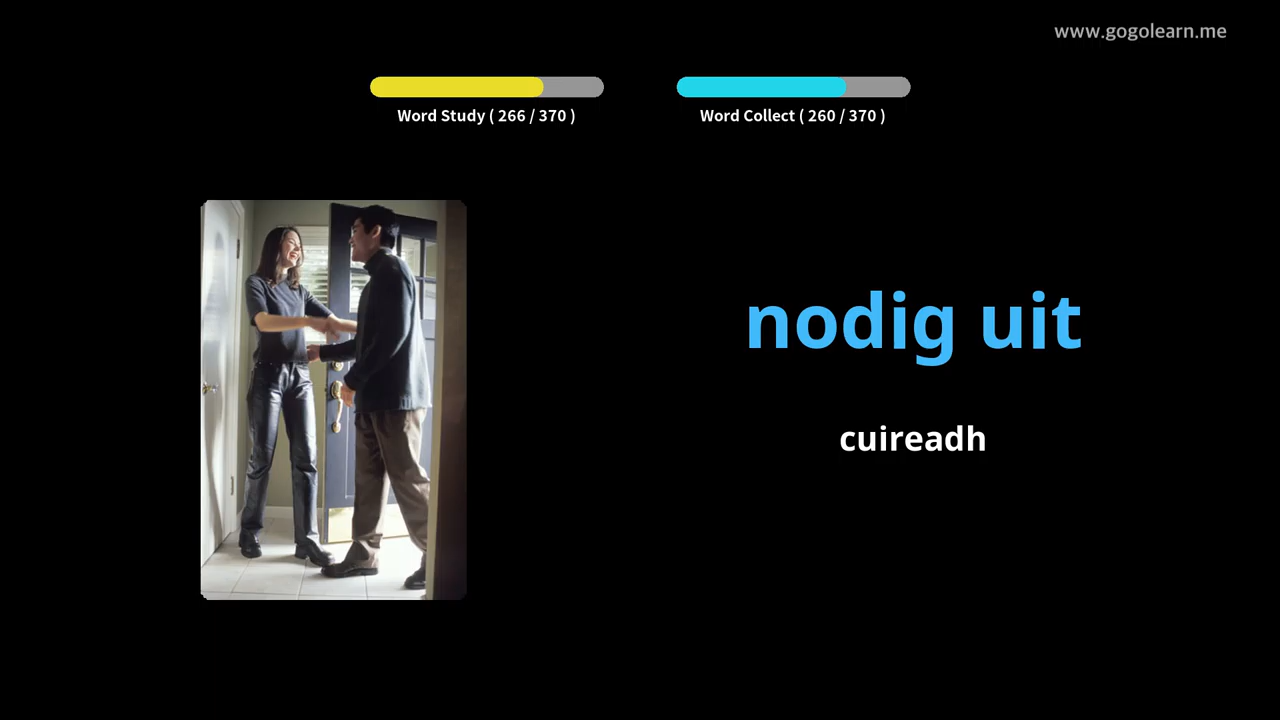 www.gogolearn.me
Word Study ( 266 / 370 )
Word Collect ( 260 / 370 )
nodig uit
cuireadh